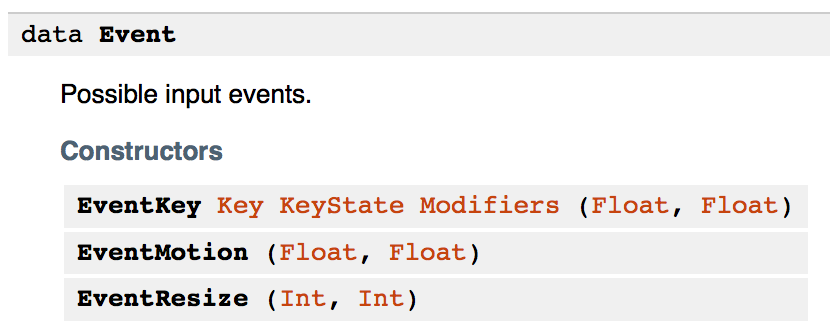 data Event
Possible input events.
Constructors
EventKey Key KeyState Modifiers (Float, Float)
EventMotion (Float, Float)
EventResize (Int, Int)